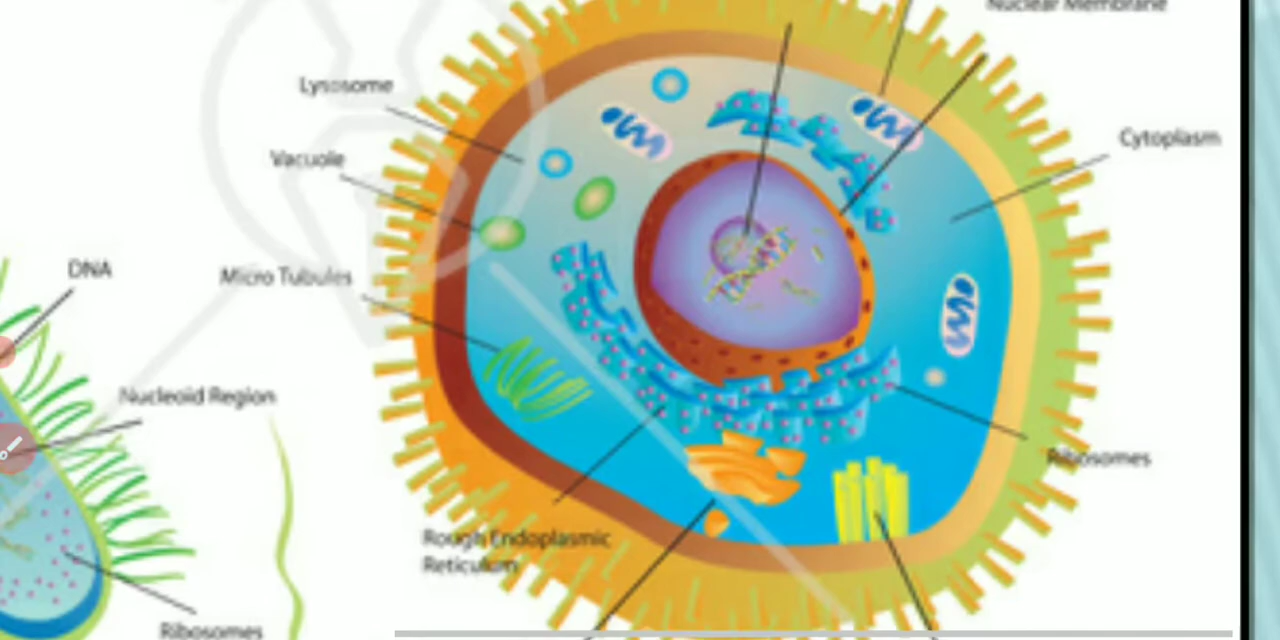 Nuclear Membrane
Lysosome
Cytoplasm
Vacuole
DNA
Micro Tubules
Nucleoid Region
Ribosomes
Rough Endoplasmic
Reticulum
Ribosomes